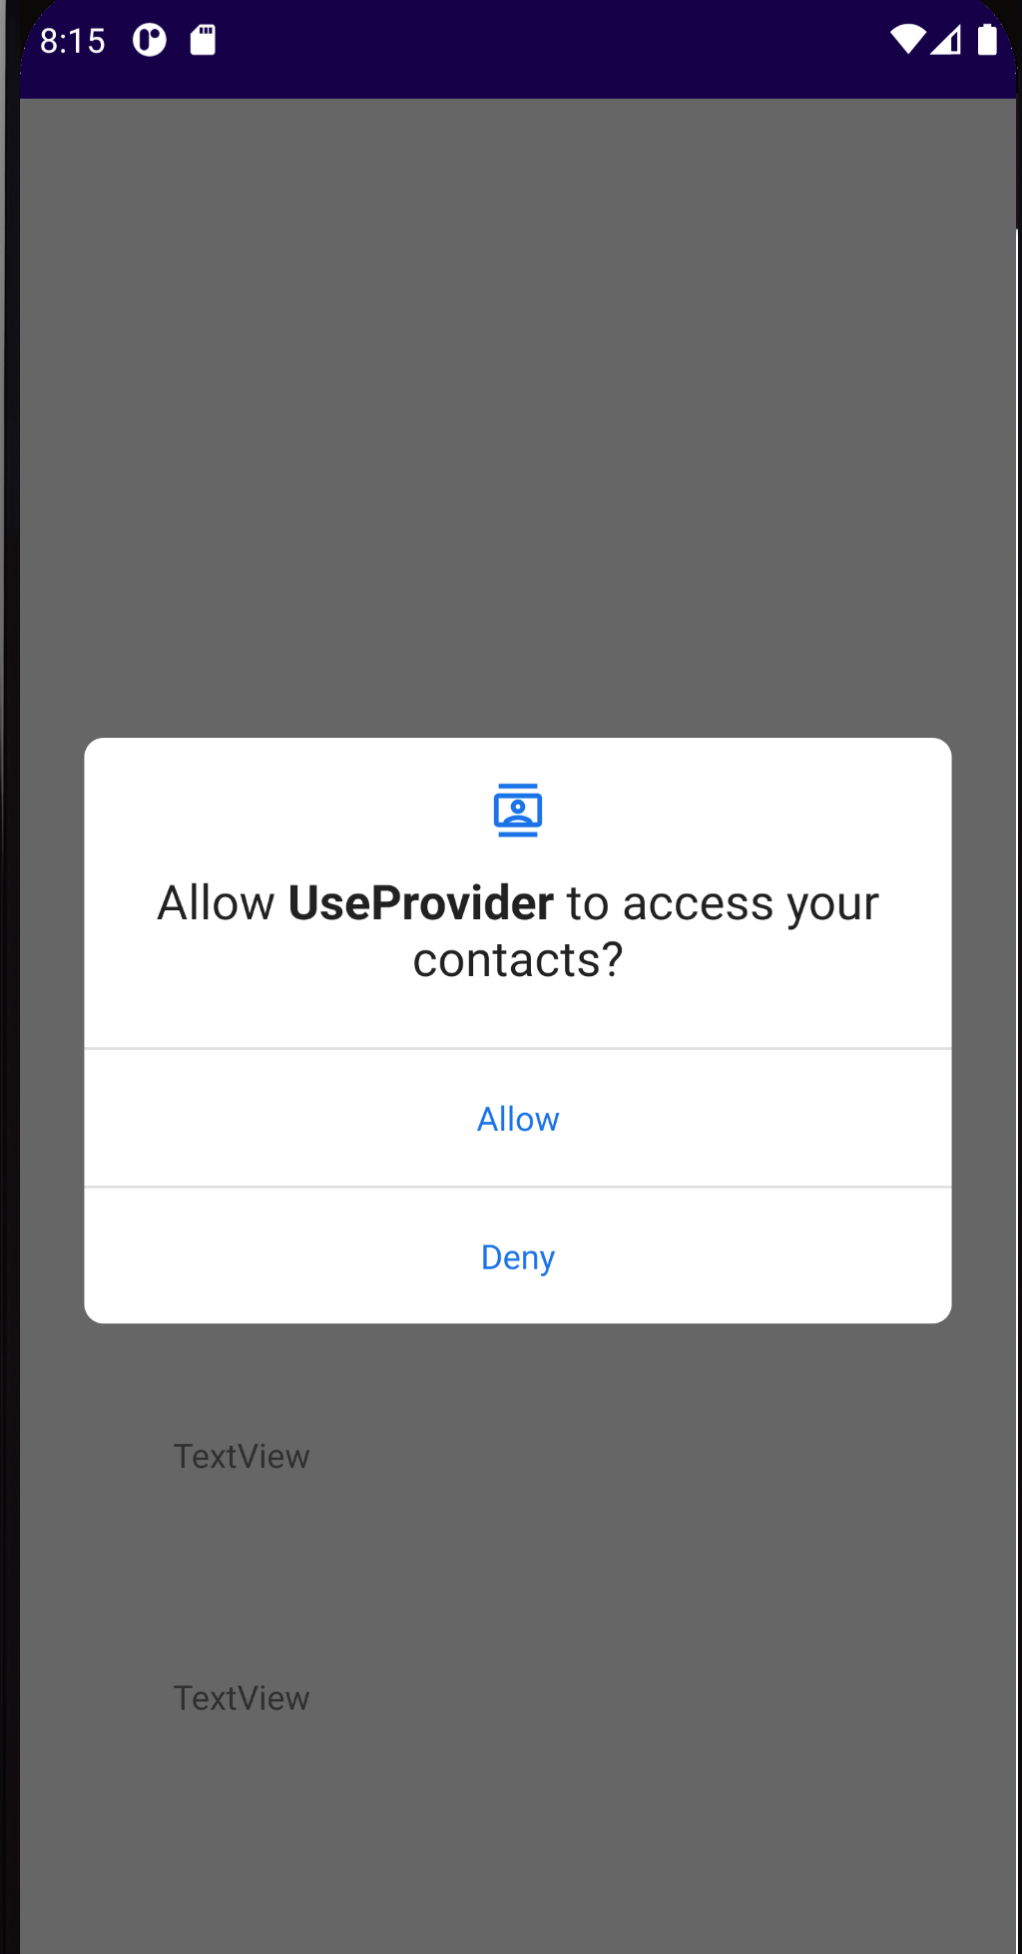 8:15
Allow UseProvider to access your
contacts?
Allow
Deny
TextView
TextView